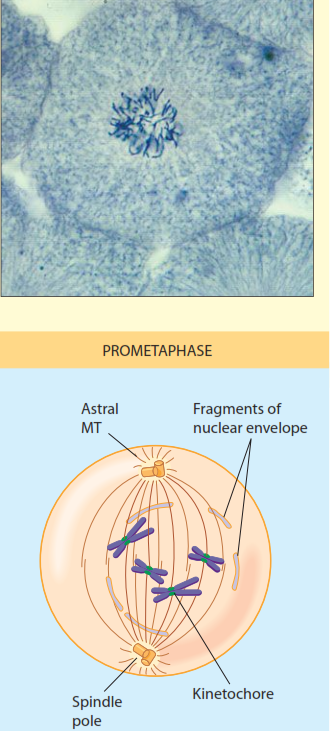 PROMETAPHASE
Astral
MT
Fragments of
nuclear envelope
Kinetochore
Spindle
pole